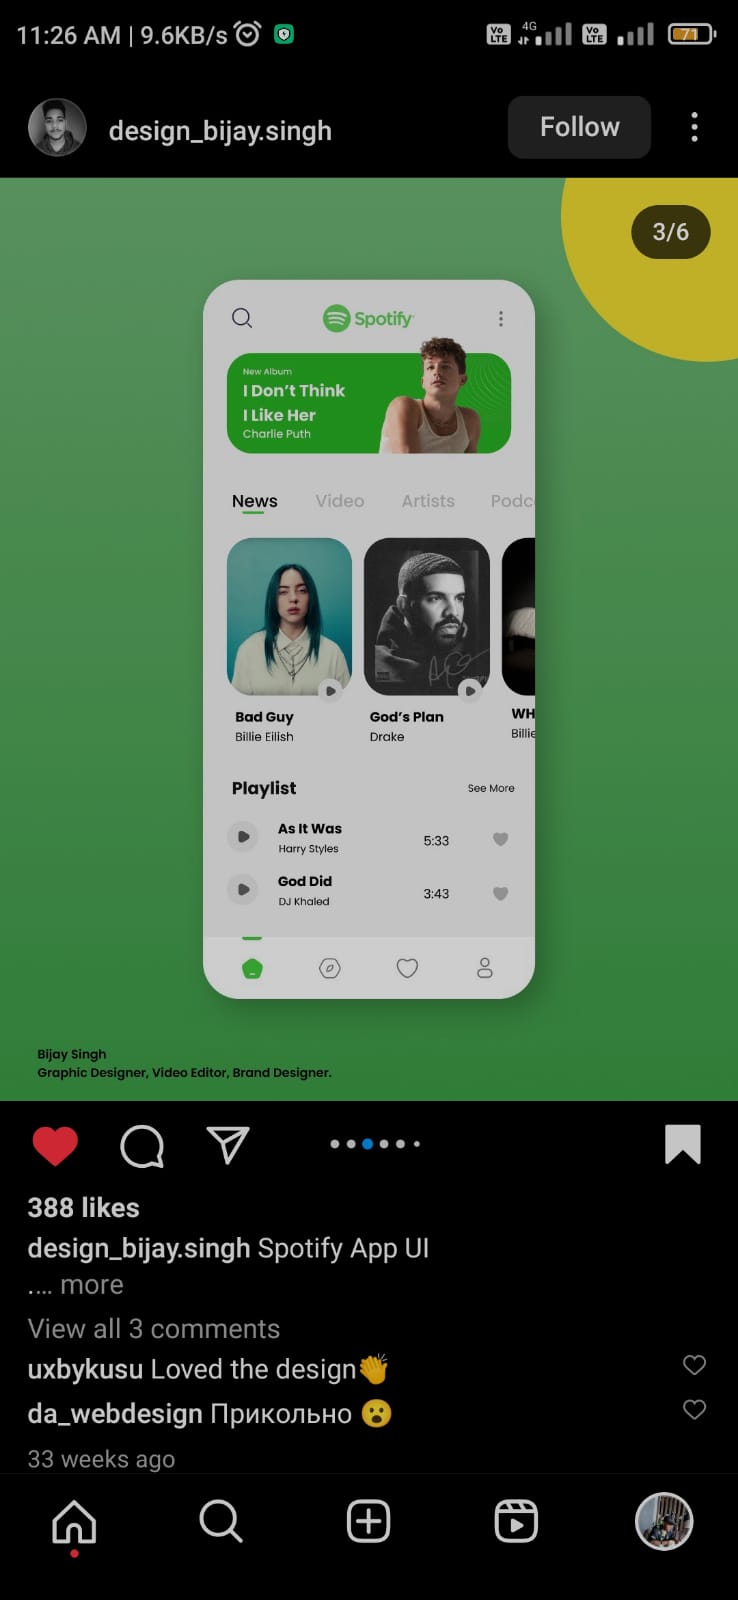 11:26 AM | 9.6KB/s Vo LTE 4G Vo LTE 71
design_bijay.singh Follow
3/6
Spotify
New Album
I Don't Think
I Like Her
Charlie Puth
News Video Artists Podc
Bad Guy God's Plan WH
Billie Eilish Drake Billie
Playlist See More
As It Was
Harry Styles 5:33
God Did
DJ Khaled 3:43
Bijay Singh
Graphic Designer, Video Editor, Brand Designer.
388 likes
design_bijay.singh Spotify App UI
.... more
View all 3 comments
uxbykusu Loved the design👏
da_webdesign Прикольно 😮
33 weeks ago